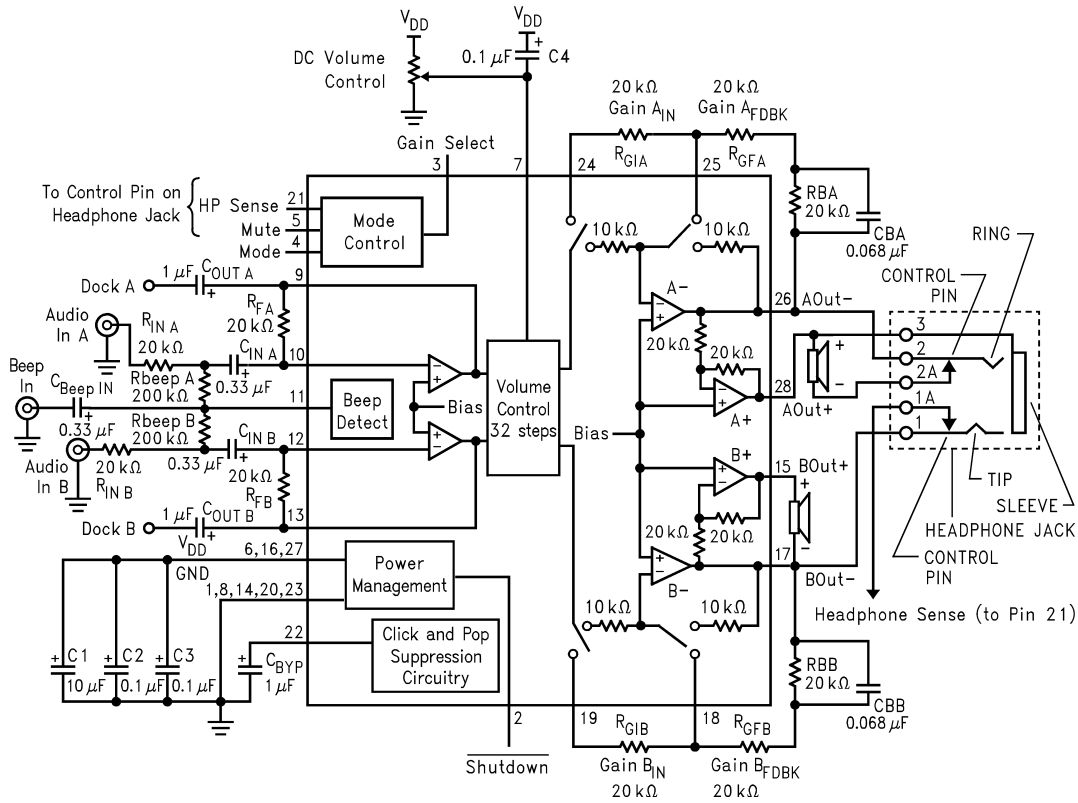 V_DD
V_DD
DC Volume
Control
0.1 µF
+
C4
20 kΩ
Gain A_IN
20 kΩ
Gain A_FDBK
R_GIA
R_GFA
Gain Select
3
7
24
25
To Control Pin on
Headphone Jack
HP Sense
21
Mute
5
Mode
4
Mode
Control
RBA
20 kΩ
CBA
0.068 µF
10 kΩ
10 kΩ
RING
CONTROL
PIN
Dock A
1 µF
C_OUT A
+
9
Audio
In A
R_IN A
20 kΩ
R_FA
20 kΩ
C_IN A
+
0.33 µF
10
Beep
In
C_Beep IN
+
0.33 µF
Rbeep A
200 kΩ
Rbeep B
200 kΩ
11
Beep
Detect
Bias
−
+
+
−
Volume
Control
32 steps
A−
−
+
20 kΩ
20 kΩ
−
+
A+
26
AOut−
28
AOut+
+
−
3
2
2A
1A
1
Bias
Audio
In B
20 kΩ
R_IN B
0.33 µF
C_IN B
+
12
20 kΩ
R_FB
Dock B
1 µF
C_OUT B
+
13
B+
+
−
20 kΩ
20 kΩ
+
−
B−
15
BOut+
+
−
17
BOut−
TIP
SLEEVE
HEADPHONE JACK
CONTROL
PIN
Headphone Sense (to Pin 21)
V_DD
6,16,27
GND
1,8,14,20,23
Power
Management
22
Click and Pop
Suppression
Circuitry
+
C1
10 µF
+
C2
0.1 µF
+
C3
0.1 µF
+
C_BYP
1 µF
10 kΩ
10 kΩ
RBB
20 kΩ
CBB
0.068 µF
2
19
18
Shutdown
R_GIB
R_GFB
Gain B_IN
20 kΩ
Gain B_FDBK
20 kΩ